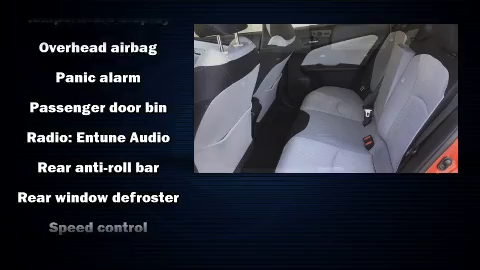 Overhead airbag
Panic alarm
Passenger door bin
Radio: Entune Audio
Rear anti-roll bar
Rear window defroster
Speed control